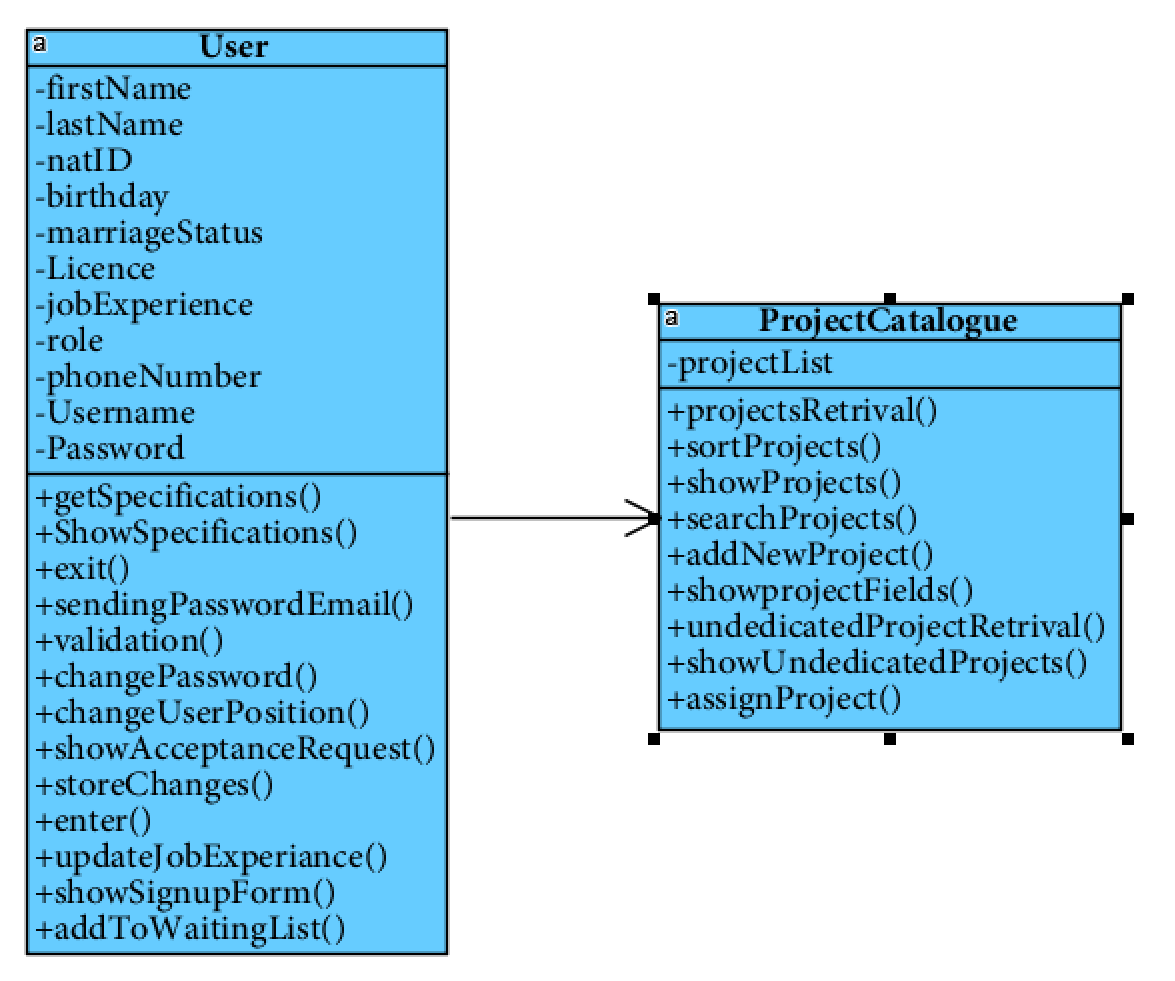 a
User
-firstName
-lastName
-natID
-birthday
-marriageStatus
-Licence
-jobExperience
-role
-phoneNumber
-Username
-Password
+getSpecifications()
+ShowSpecifications()
+exit()
+sendingPasswordEmail()
+validation()
+changePassword()
+changeUserPosition()
+showAcceptanceRequest()
+storeChanges()
+enter()
+updateJobExperiance()
+showSignupForm()
+addToWaitingList()
a
ProjectCatalogue
-projectList
+projectsRetrival()
+sortProjects()
+showProjects()
+searchProjects()
+addNewProject()
+showprojectFields()
+undedicatedProjectRetrival()
+showUndedicatedProjects()
+assignProject()